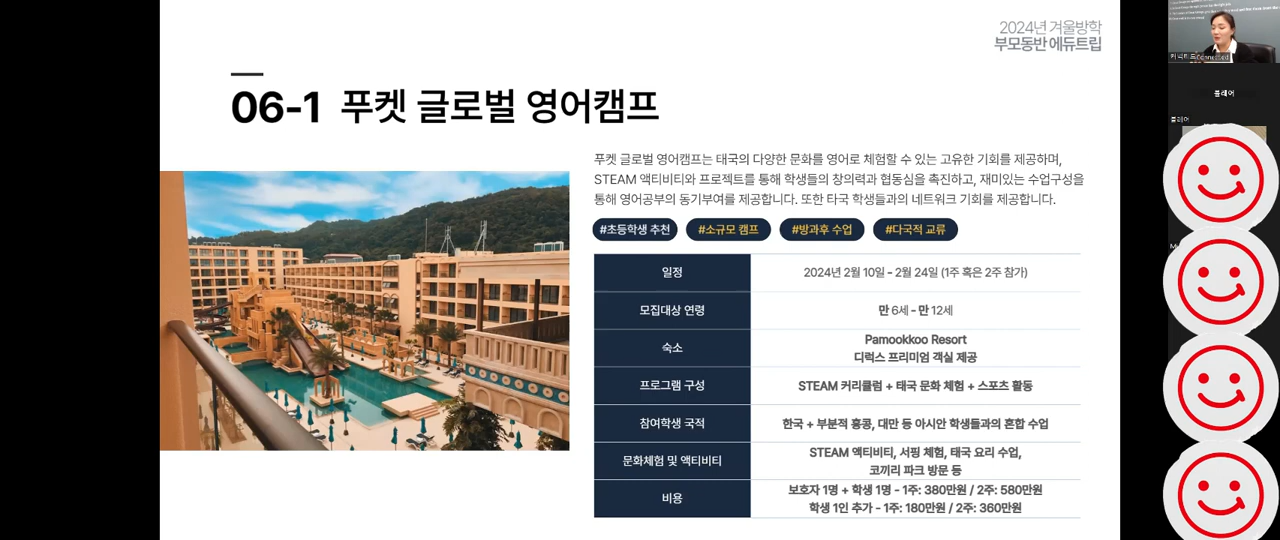 2024년 겨울방학
부모동반 에듀트립
06-1 푸켓 글로벌 영어캠프
푸켓 글로벌 영어캠프는 태국의 다양한 문화를 영어로 체험할 수 있는 고유한 기회를 제공하며,
STEAM 액티비티와 프로젝트를 통해 학생들의 창의력과 협동심을 촉진하고, 재미있는 수업구성을
통해 영어공부의 동기부여를 제공합니다. 또한 타국 학생들과의 네트워크 기회를 제공합니다.
#초등학생 추천 #소규모 캠프 #방과후 수업 #다국적 교류
일정 2024년 2월 10일 - 2월 24일 (1주 혹은 2주 참가)
모집대상 연령 만 6세 - 만 12세
숙소 Pamookkoo Resort
디럭스 프리미엄 객실 제공
프로그램 구성 STEAM 커리큘럼 + 태국 문화 체험 + 스포츠 활동
참여학생 국적 한국 + 부분적 홍콩, 대만 등 아시안 학생들과의 혼합 수업
문화체험 및 액티비티 STEAM 액티비티, 서핑 체험, 태국 요리 수업,
코끼리 파크 방문 등
비용 보호자 1명 + 학생 1명 - 1주: 380만원 / 2주: 580만원
학생 1인 추가 - 1주: 180만원 / 2주: 360만원
커넥티드 Connected
플레어
플레어